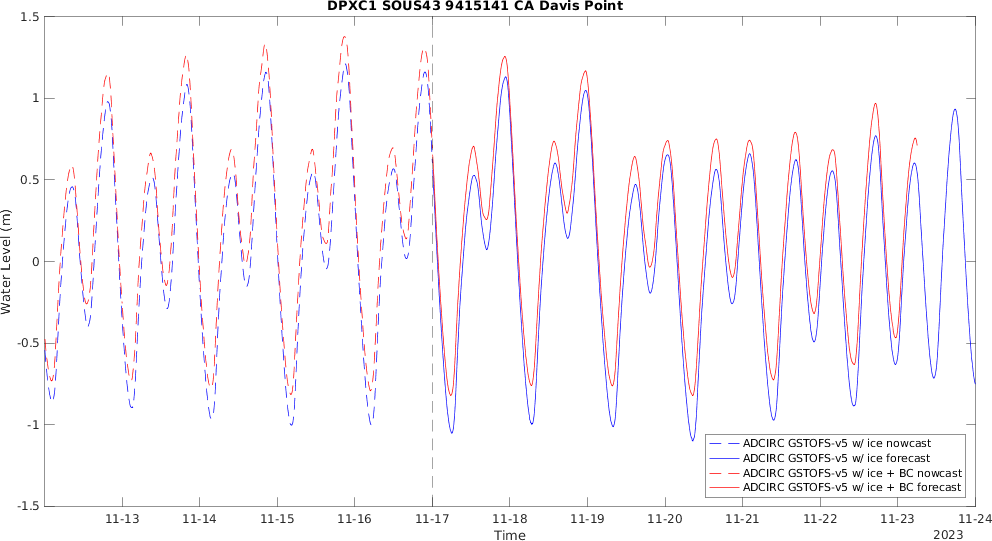 DPXC1 SOUS43 9415141 CA Davis Point
Water Level (m)
1.5
1
0.5
0
-0.5
-1
-1.5
ADCIRC GSTOFS-v5 w/ ice nowcast
ADCIRC GSTOFS-v5 w/ ice forecast
ADCIRC GSTOFS-v5 w/ ice + BC nowcast
ADCIRC GSTOFS-v5 w/ ice + BC forecast
11-13 11-14 11-15 11-16 11-17 11-18 11-19 11-20 11-21 11-22 11-23 11-24
Time
2023